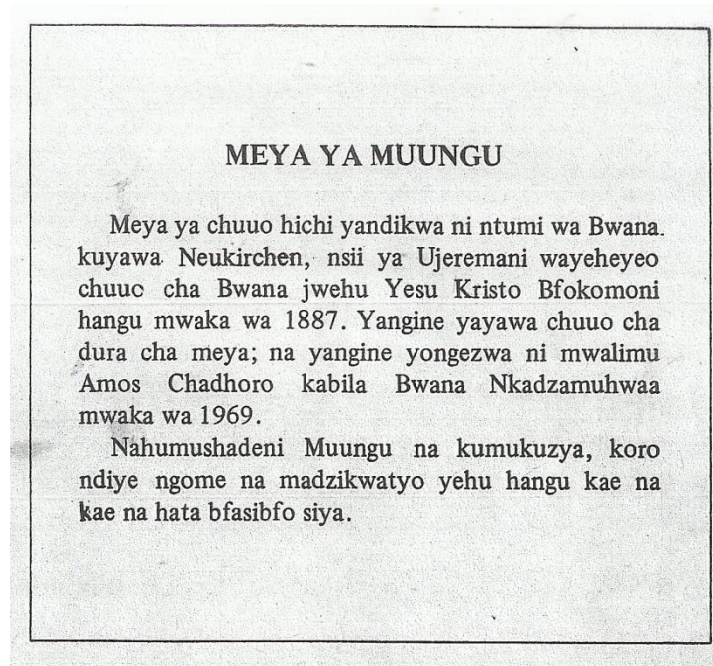 MEYA YA MUUNGU
Meya ya chuuo hichi yandikwa ni ntumi wa Bwana.
kuyawa Neukirchen, nsii ya Ujeremani wayeheyeo
chuuo cha Bwana jwehu Yesu Kristo Bfokomoni
hangu mwaka wa 1887. Yangine yayawa chuuo cha
dura cha meya; na yangine yongezwa ni mwalimu
Amos Chadhoro kabila Bwana Nkadzamuhwaa
mwaka wa 1969.
Nahumushadeni Muungu na kumukuzya, koro
ndiye ngome na madzikwatyo yehu hangu kae na
kae na hata bfasibfo siya.